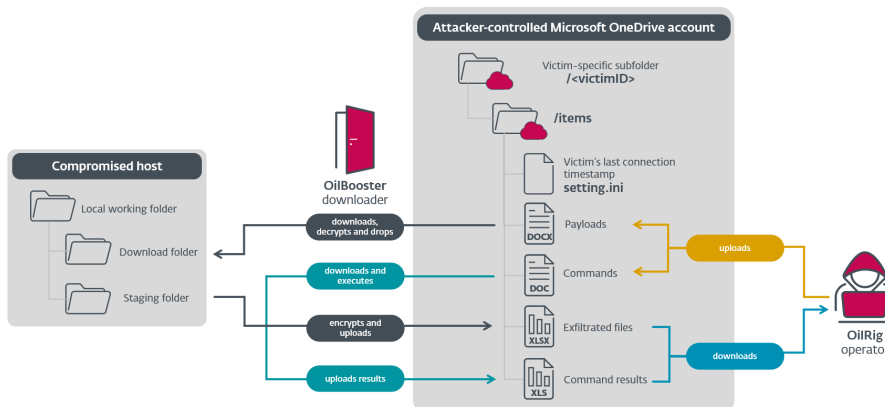 Attacker-controlled Microsoft OneDrive account
Victim-specific subfolder
/<victimID>
/items
Victim's last connection
timestamp
setting.ini
Compromised host
Local working folder
Download folder
Staging folder
OilBooster
downloader
downloads,
decrypts and drops
downloads and
executes
encrypts and
uploads
uploads results
DOCX
Payloads
DOC
Commands
XLSX
Exfiltrated files
XLS
Command results
uploads
downloads
OilRig
operator